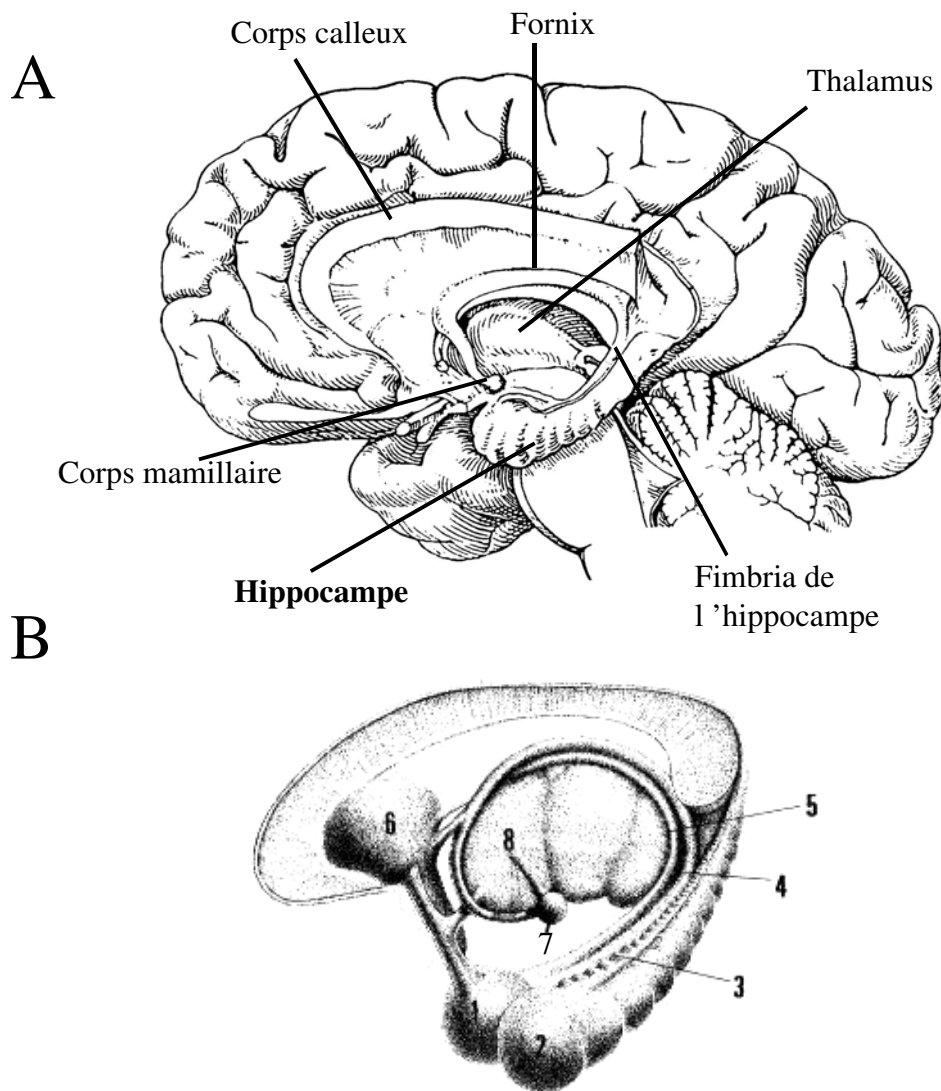 A
Corps calleux
Fornix
Thalamus
Corps mamillaire
Hippocampe
Fimbria de
l ’hippocampe
B
6
8
5
4
7
3
1
2